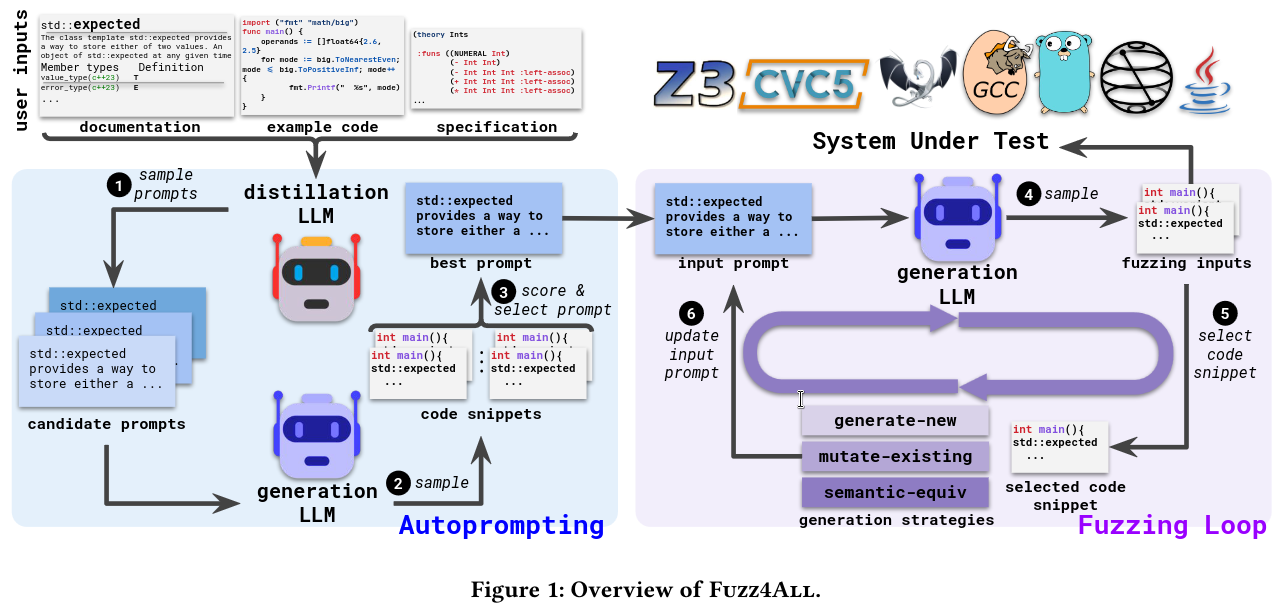 user inputs
std::expected
The class template std::expected provides
a way to store either of two values. An
object of std::expected at any given time
Member types Definition
value_type(c++23) T
error_type(c++23) E
...
documentation
import ("fmt" "math/big")
func main() {
operands := []float64{2.6,
2.5}
for mode := big.ToNearestEven;
mode <= big.ToPositiveInf; mode++
{
fmt.Printf(" %s", mode)
}
}
example code
(theory Ints
:funs ((NUMERAL Int)
(- Int Int)
(- Int Int Int :left-assoc)
(+ Int Int Int :left-assoc)
(* Int Int Int :left-assoc)
...
specification
Z3
CVC5
GCC
System Under Test
1 sample
prompts
distillation
LLM
std::expected
std::expected
std::expected
provides a way to
store either a ...
candidate prompts
generation
LLM
2 sample
int main(){
int main(){
std::expected
...
int main(){
int main(){
std::expected
...
code snippets
3 score &
select prompt
std::expected
provides a way to
store either a ...
best prompt
Autoprompting
std::expected
provides a way to
store either a ...
input prompt
generation
LLM
4 sample
int main(){
int main(){
std::expected
...
fuzzing inputs
5
select
code
snippet
int main(){
std::expected
...
selected code
snippet
6
update
input
prompt
generate-new
mutate-existing
semantic-equiv
generation strategies
Fuzzing Loop
Figure 1: Overview of Fuzz4All.